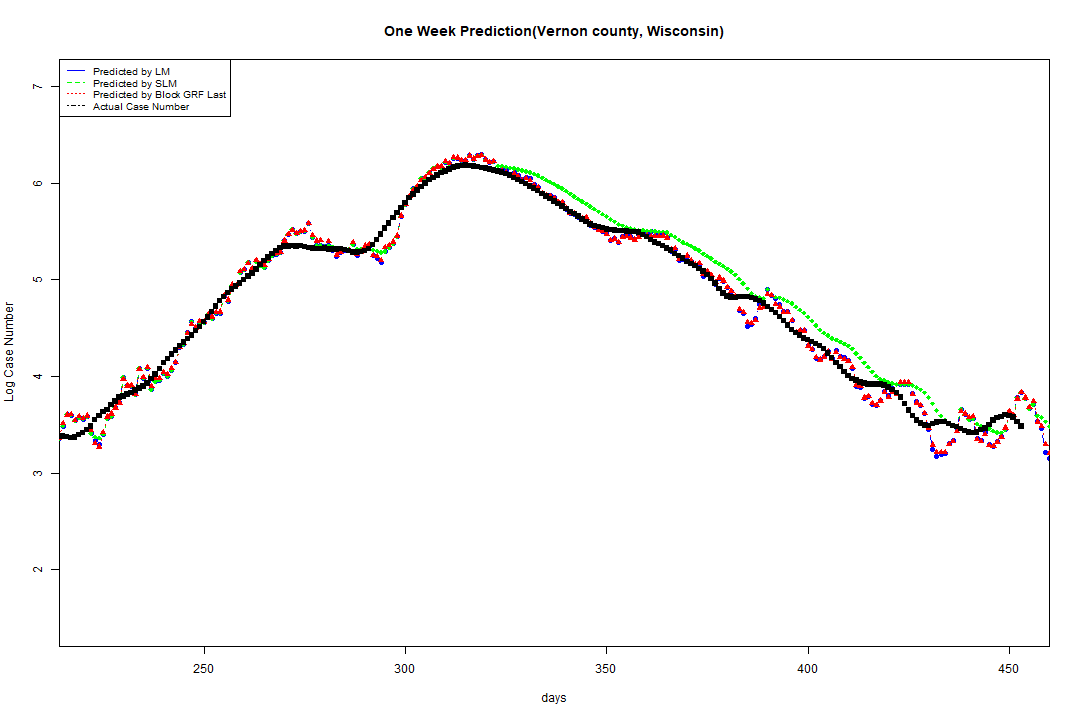 One Week Prediction(Vernon county, Wisconsin)
Predicted by LM
Predicted by SLM
Predicted by Block GRF Last
Actual Case Number
7
6
5
4
3
2
Log Case Number
250
300
350
400
450
days